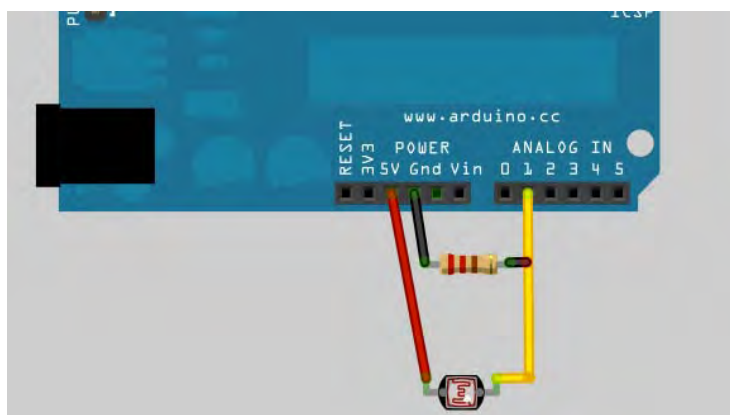 ICSP
www.arduino.cc
RESET
3V3
POWER
ANALOG IN
5V Gnd Vin 0 1 2 3 4 5